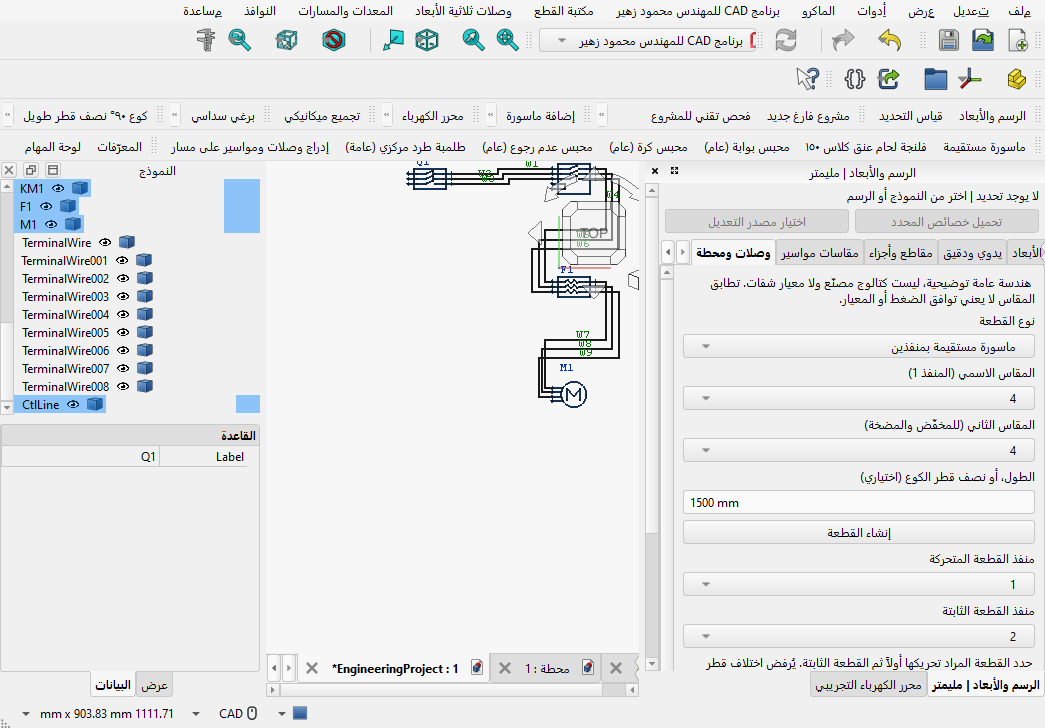 ملف تعديل عرض أدوات الماكرو برنامج CAD للمهندس محمود زهير مكتبة القطع وصلات ثلاثية الأبعاد المعدات والمسارات النوافذ مساعدة
برنامج CAD للمهندس محمود زهير
الرسم والأبعاد قياس التحديد مشروع فارغ جديد فحص تقني للمشروع
إضافة ماسورة
محرر الكهرباء
تجميع ميكانيكي
برغي سداسي
كوع ٩٠° نصف قطر طويل
ماسورة مستقيمة فلنجة لحام عنق كلاس ١٥٠ محبس بوابة (عام) محبس كرة (عام) محبس عدم رجوع (عام) طلمبة طرد مركزي (عامة) إدراج وصلات ومواسير على مسار المعرّفات لوحة المهام
الرسم والأبعاد | مليمتر
لا يوجد تحديد | اختر من النموذج أو الرسم
تحميل خصائص المحدد
اختيار مصدر التعديل
الأبعاد
يدوي ودقيق
مقاطع وأجزاء
مقاسات مواسير
وصلات ومحطة
هندسة عامة توضيحية، ليست كتالوج مصنّع ولا معيار شفات. تطابق
المقاس لا يعني توافق الضغط أو المعيار.
نوع القطعة
ماسورة مستقيمة بمنفذين
المقاس الاسمي (المنفذ 1)
4
المقاس الثاني (للمخفّض والمضخة)
4
الطول، أو نصف قطر الكوع (اختياري)
1500 mm
إنشاء القطعة
منفذ القطعة المتحركة
1
منفذ القطعة الثابتة
2
حدد القطعة المراد تحريكها أولاً ثم القطعة الثابتة. يُرفض اختلاف قطر
الرسم والأبعاد | مليمتر
محرر الكهرباء التجريبي
Q1
W1
W2
W3
W4
TOP
W6
F1
W7
W8
W9
M1
M
محطة : 1
EngineeringProject : 1*
النموذج
KM1
F1
M1
TerminalWire
TerminalWire001
TerminalWire002
TerminalWire003
TerminalWire004
TerminalWire005
TerminalWire006
TerminalWire007
TerminalWire008
CtlLine
القاعدة
Label Q1
عرض
البيانات
CAD
1111.71 mm x 903.83 mm